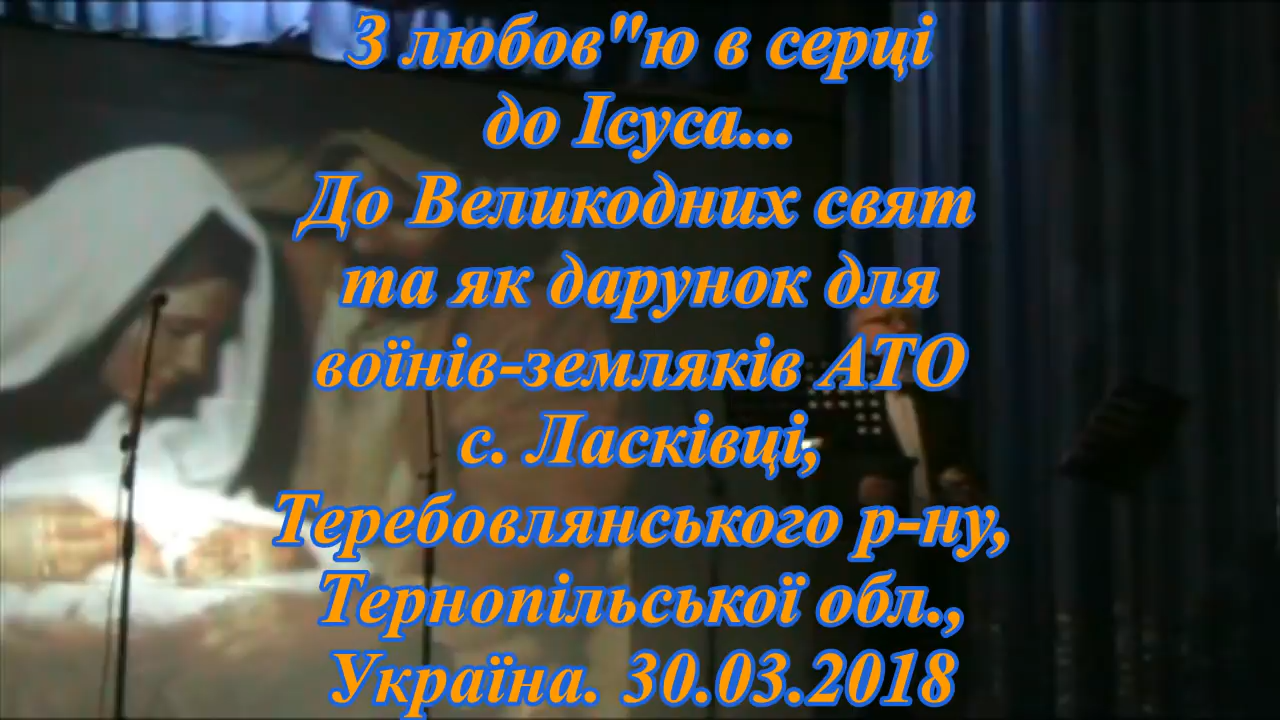 З любов"ю в серці
до Ісуса...
До Великодних свят
та як дарунок для
воїнів-земляків АТО
с. Ласківці,
Теребовлянського р-ну,
Тернопільської обл.,
Україна. 30.03.2018